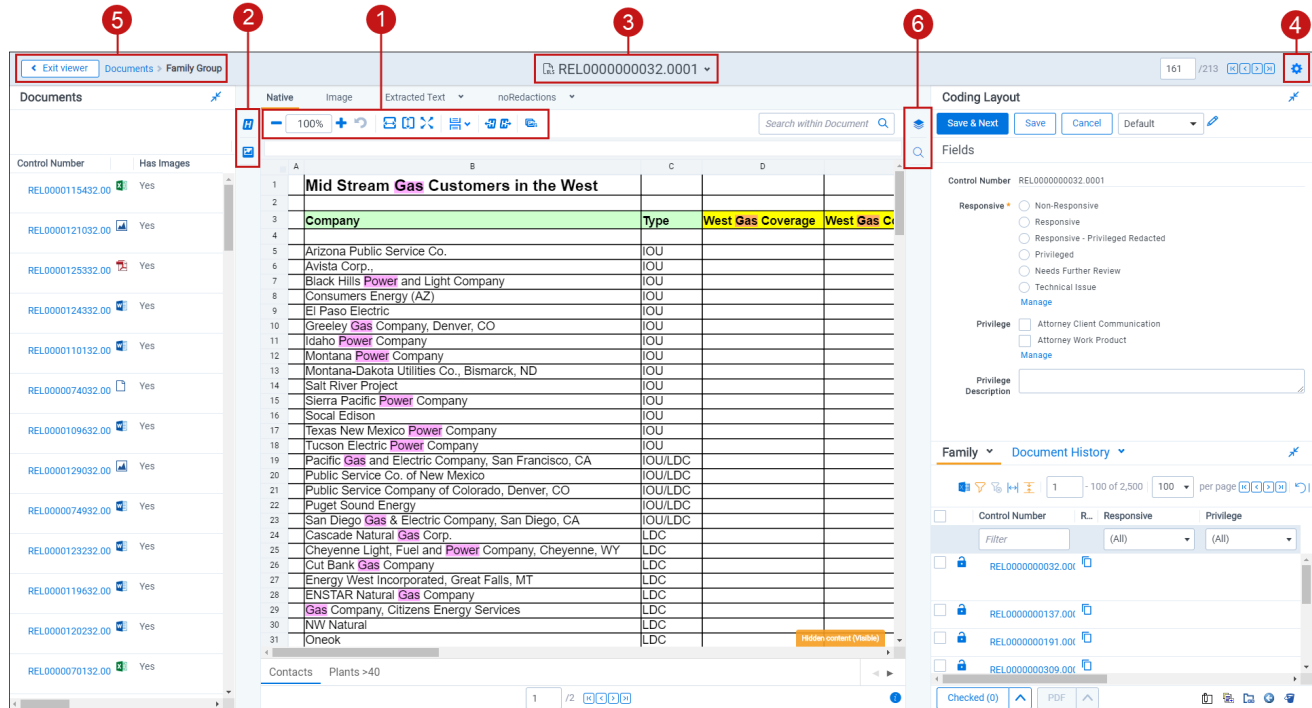 5
2
1
3
6
4
Exit viewer Documents > Family Group
REL0000000032.0001
161 /213
Documents
Control Number Has Images
REL0000115432.00 Yes
REL0000121032.00 Yes
REL0000125332.00 Yes
REL0000124332.00 Yes
REL0000110132.00 Yes
REL0000074032.00 Yes
REL0000109632.00 Yes
REL0000129032.00 Yes
REL0000074932.00 Yes
REL0000123232.00 Yes
REL0000119632.00 Yes
REL0000120232.00 Yes
REL0000070132.00 Yes
Native Image Extracted Text noRedactions
100% Search within Document
A B C D
1 Mid Stream Gas Customers in the West
2
3 Company Type West Gas Coverage West Gas Co
4
5 Arizona Public Service Co. IOU
6 Avista Corp., IOU
7 Black Hills Power and Light Company IOU
8 Consumers Energy (AZ) IOU
9 El Paso Electric IOU
10 Greeley Gas Company, Denver, CO IOU
11 Idaho Power Company IOU
12 Montana Power Company IOU
13 Montana-Dakota Utilities Co., Bismarck, ND IOU
14 Salt River Project IOU
15 Sierra Pacific Power Company IOU
16 Socal Edison IOU
17 Texas New Mexico Power Company IOU
18 Tucson Electric Power Company IOU
19 Pacific Gas and Electric Company, San Francisco, CA IOU/LDC
20 Public Service Co. of New Mexico IOU/LDC
21 Public Service Company of Colorado, Denver, CO IOU/LDC
22 Puget Sound Energy IOU/LDC
23 San Diego Gas & Electric Company, San Diego, CA IOU/LDC
24 Cascade Natural Gas Corp. LDC
25 Cheyenne Light, Fuel and Power Company, Cheyenne, WY LDC
26 Cut Bank Gas Company LDC
27 Energy West Incorporated, Great Falls, MT LDC
28 ENSTAR Natural Gas Company LDC
29 Gas Company, Citizens Energy Services LDC
30 NW Natural LDC
31 Oneok LDC
Hidden content (Visible)
Contacts Plants >40
1 /2
Coding Layout
Save & Next Save Cancel Default
Fields
Control Number REL0000000032.0001
Responsive * Non-Responsive
Responsive
Responsive - Privileged Redacted
Privileged
Needs Further Review
Technical Issue
Manage
Privilege Attorney Client Communication
Attorney Work Product
Manage
Privilege
Description
Family Document History
1 - 100 of 2,500 100 per page
Control Number R... Responsive Privilege
Filter (All) (All)
REL0000000032.00
REL0000000137.00
REL0000000191.00
REL0000000309.00
Checked (0) PDF